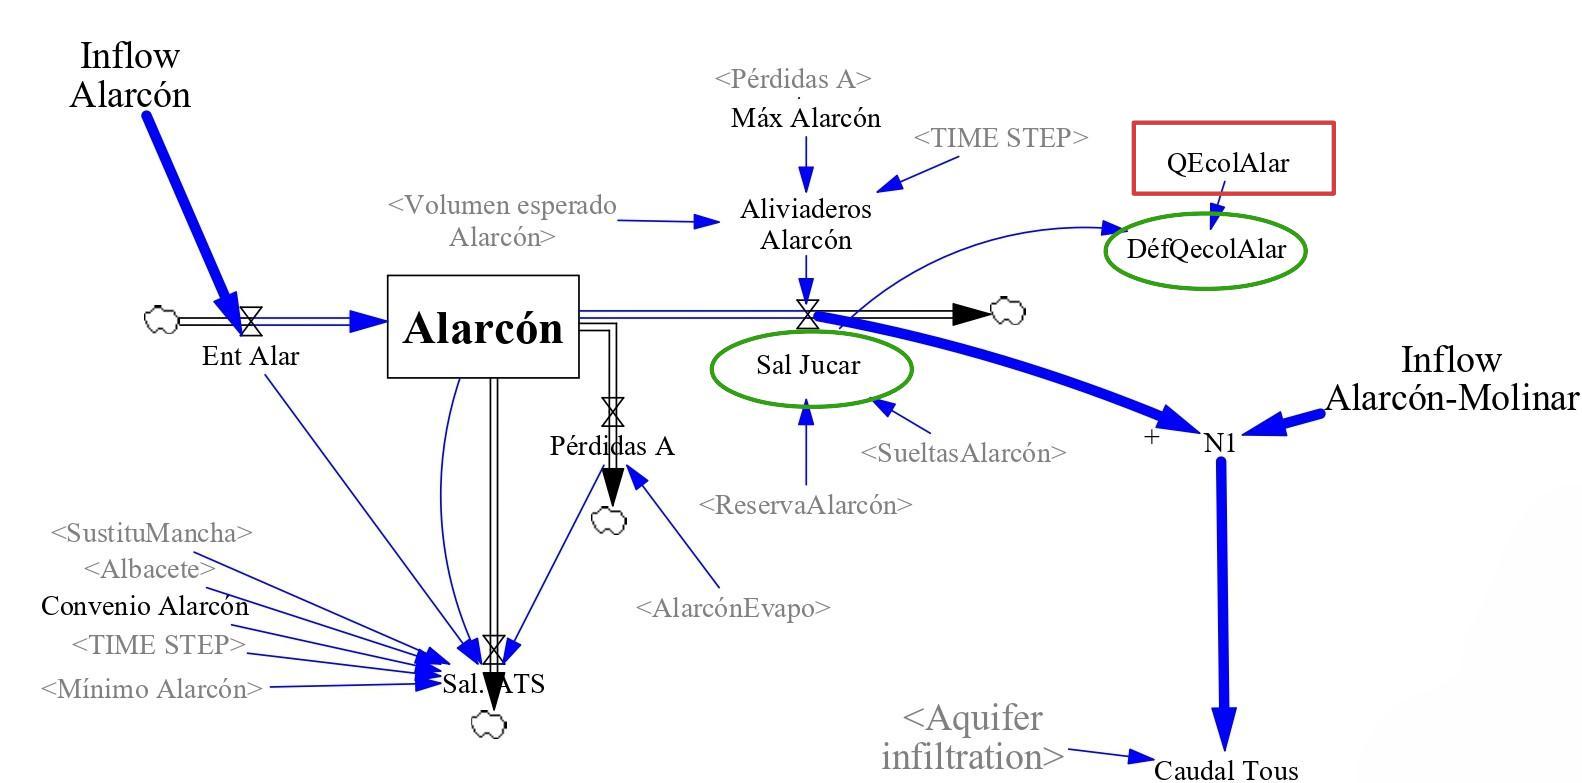 Inflow
Alarcón
<Pérdidas A>
Máx Alarcón
<TIME STEP>
QEcolAlar
<Volumen esperado
Alarcón>
Aliviaderos
Alarcón
DéfQecolAlar
Alarcón
Ent Alar
Sal Jucar
Inflow
Alarcón-Molinar
+
N1
Pérdidas A
<SueltasAlarcón>
<ReservaAlarcón>
<SustituMancha>
<Albacete>
Convenio Alarcón
<AlarcónEvapo>
<TIME STEP>
<Mínimo Alarcón>
Sal. ATS
<Aquifer
infiltration>
Caudal Tous